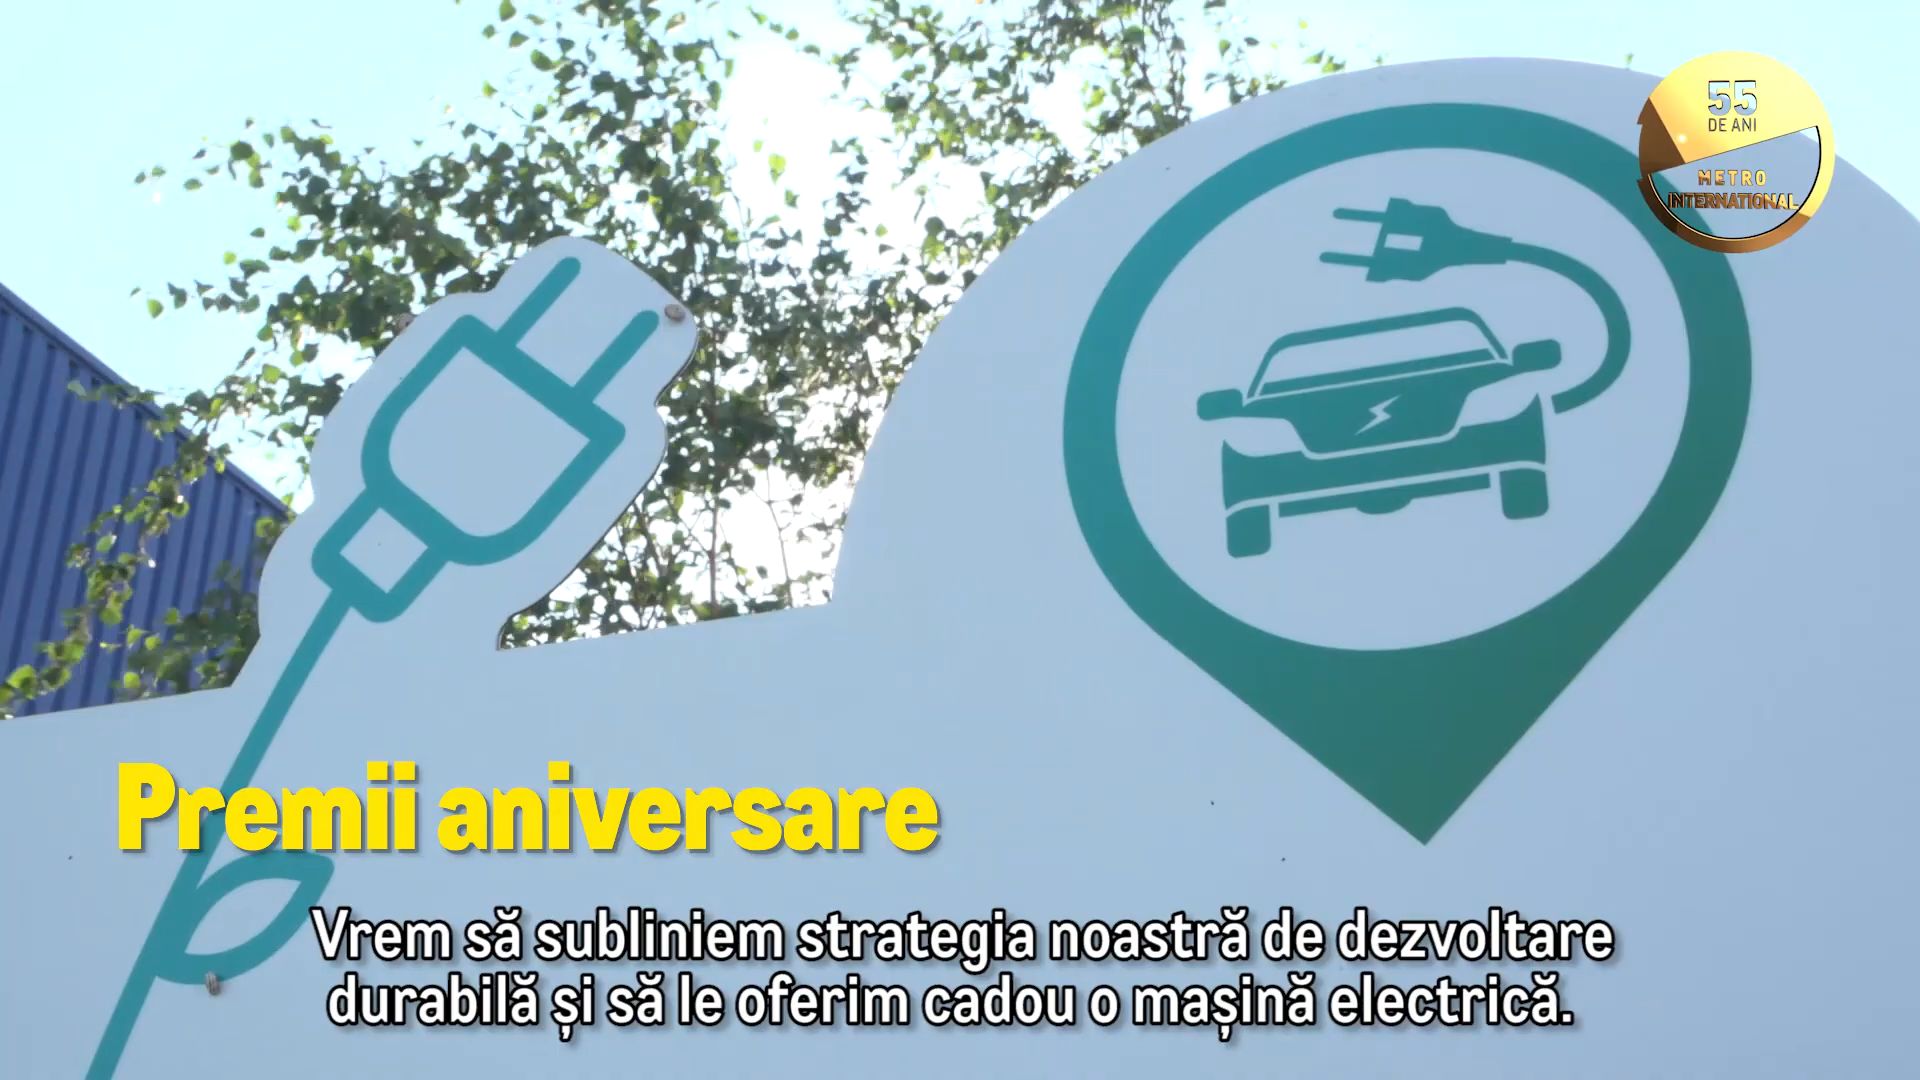 55
DE ANI
METRO
INTERNATIONAL
Premii aniversare
Vrem să subliniem strategia noastră de dezvoltare
durabilă și să le oferim cadou o mașină electrică.